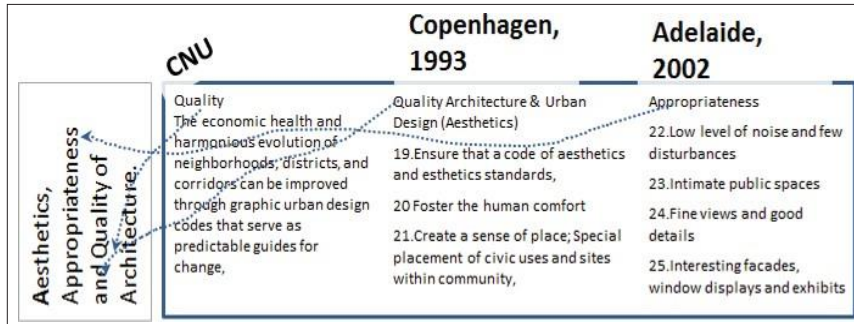 CNU
Copenhagen,
1993
Adelaide,
2002
Aesthetics,
Appropriateness
and Quality of
Architecture.
Quality
The economic health and
harmonious evolution of
neighborhoods, districts, and
corridors can be improved
through graphic urban design
codes that serve as
predictable guides for
change,
Quality Architecture & Urban
Design (Aesthetics)
19.Ensure that a code of aesthetics
and esthetics standards,
20 Foster the human comfort
21.Create a sense of place; Special
placement of civic uses and sites
within community,
Appropriateness
22.Low level of noise and few
disturbances
23.Intimate public spaces
24.Fine views and good
details
25.Interesting facades,
window displays and exhibits